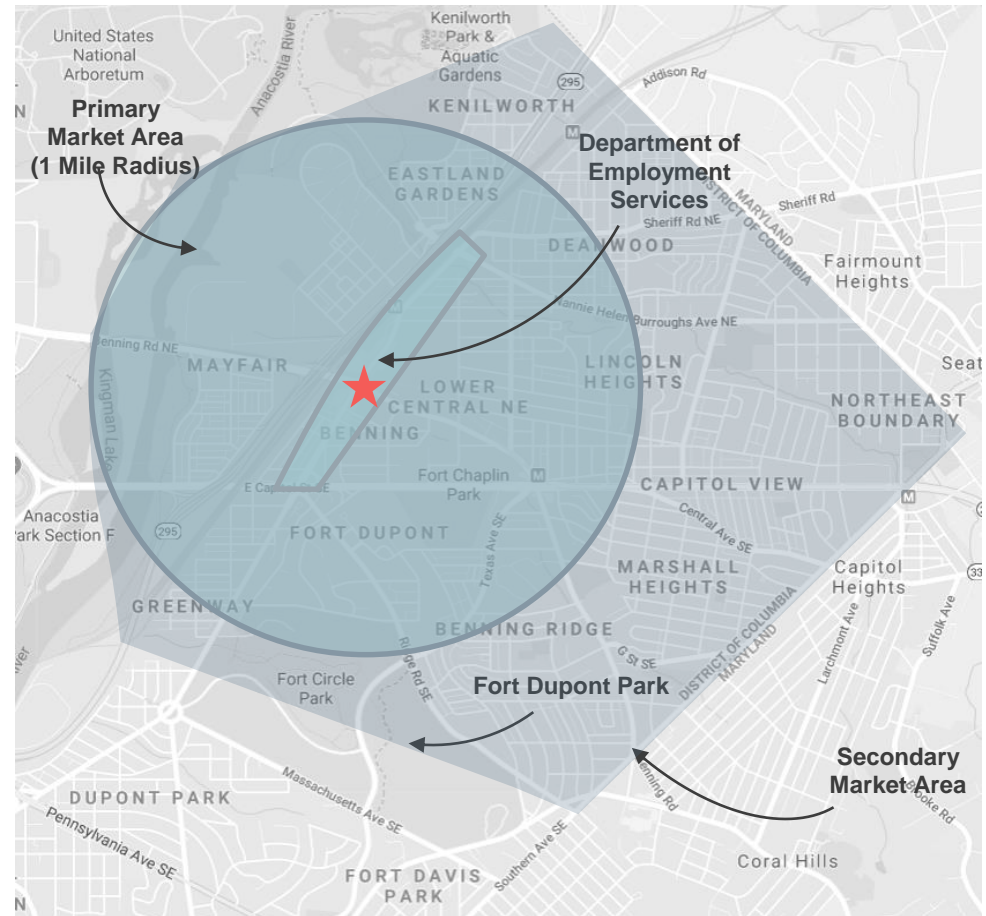 United States
National
Arboretum
Anacostia River
Kenilworth
Park &
Aquatic
Gardens
295
Addison Rd
KENILWORTH
Primary
Market Area
(1 Mile Radius)
M
Department of
Employment
Services
EASTLAND
GARDENS
MARYLAND
DISTRICT OF COLUMBIA
Sheriff Rd
Sheriff Rd NE
DEANWOOD
Fairmount
Heights
M
Nannie Helen Burroughs Ave NE
Benning Rd NE
MAYFAIR
LINCOLN
HEIGHTS
Seat
Kingman Lake
LOWER
CENTRAL NE
NORTHEAST
BOUNDARY
BENNING
Fort Chaplin
Park
M
E Capitol St SE
CAPITOL VIEW
M
Anacostia
Park Section F
295
FORT DUPONT
Texas Ave SE
Central Ave SE
MARSHALL
HEIGHTS
Capitol
Heights
33
GREENWAY
BENNING RIDGE
DISTRICT OF COLUMBIA
MARYLAND
Larchmont Ave
Suffolk Ave
Ridge Rd SE
G St SE
Fort Circle
Park
Fort Dupont Park
Secondary
Market Area
Benning Rd
Brooke Rd
DUPONT PARK
Massachusetts Ave SE
Pennsylvania Ave SE
Southern Ave SE
Coral Hills
FORT DAVIS
PARK
N